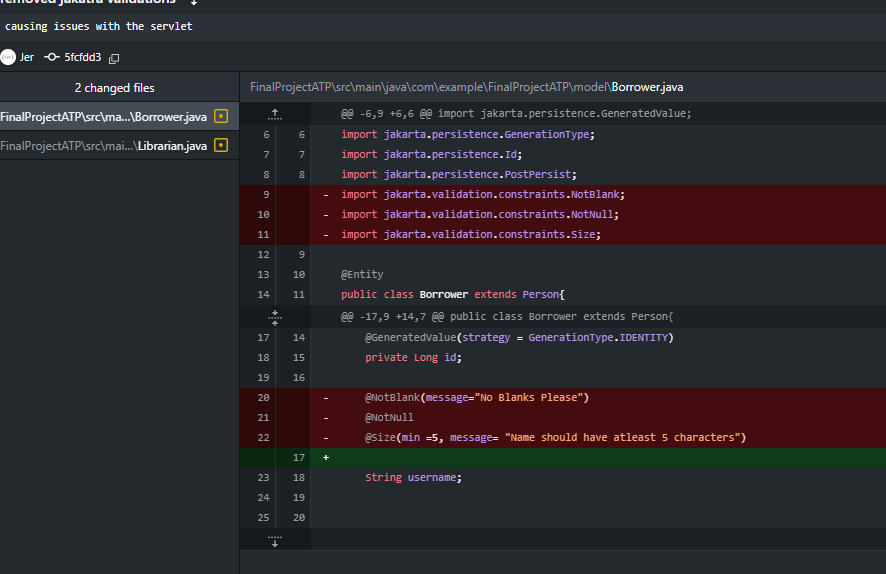 removed jakatra validations
causing issues with the servlet
Jer 5fcfdd3
2 changed files
FinalProjectATP\src\main\java\com\example\FinalProjectATP\model\Borrower.java
FinalProjectATP\src\ma...\Borrower.java
FinalProjectATP\src\mai...\Librarian.java
@@ -6,9 +6,6 @@ import jakarta.persistence.GeneratedValue;
6 6 import jakarta.persistence.GenerationType;
7 7 import jakarta.persistence.Id;
8 8 import jakarta.persistence.PostPersist;
9 - import jakarta.validation.constraints.NotBlank;
10 - import jakarta.validation.constraints.NotNull;
11 - import jakarta.validation.constraints.Size;
12 9
13 10 @Entity
14 11 public class Borrower extends Person{
@@ -17,9 +14,7 @@ public class Borrower extends Person{
17 14 @GeneratedValue(strategy = GenerationType.IDENTITY)
18 15 private Long id;
19 16
20 - @NotBlank(message="No Blanks Please")
21 - @NotNull
22 - @Size(min =5, message= "Name should have atleast 5 characters")
17 +
23 18 String username;
24 19
25 20